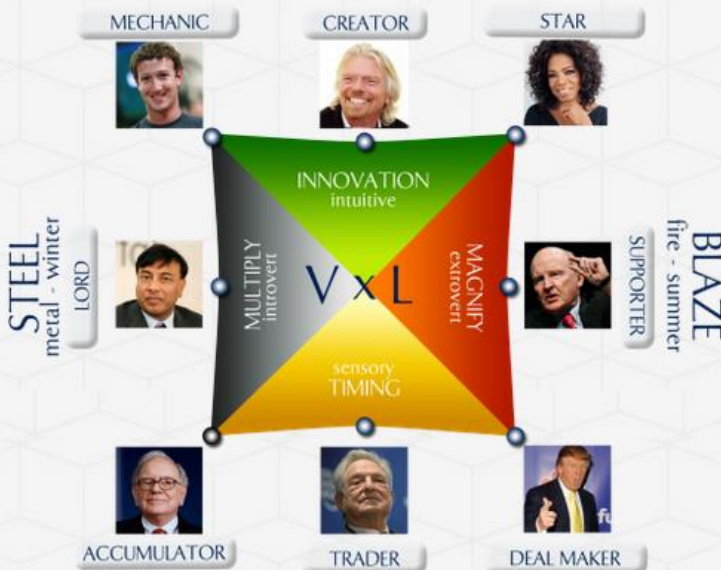 MECHANIC
CREATOR
STAR
INNOVATION
intuitive
STEEL
metal - winter
LORD
MULTIPLY
introvert
V x L
MAGNIFY
extrovert
SUPPORTER
fire - summer
BLAZE
sensory
TIMING
ACCUMULATOR
TRADER
DEAL MAKER